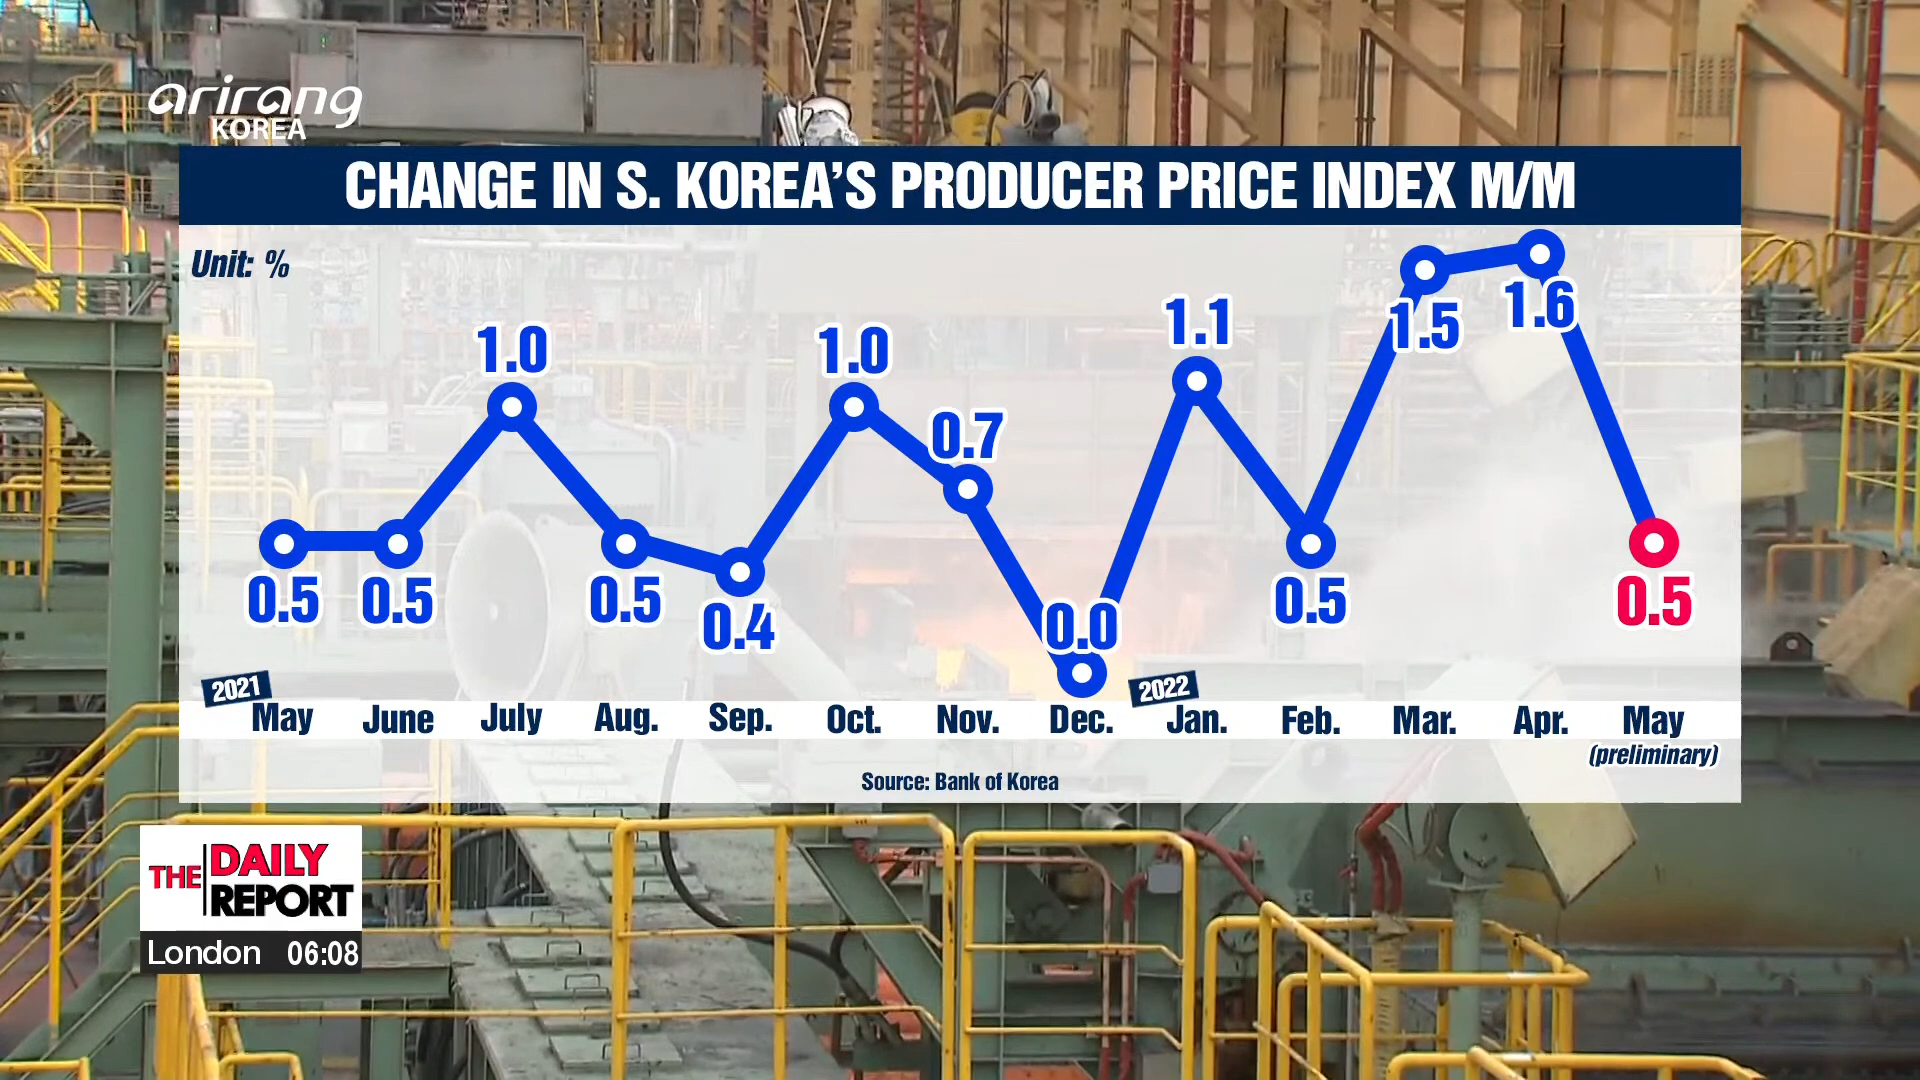 arirang
KOREA
CHANGE IN S. KOREA'S PRODUCER PRICE INDEX M/M
Unit: %
1.0
1.0
0.7
1.1
1.5
1.6
0.5
0.5
0.5
0.4
0.0
0.5
0.5
2021
2022
May June July Aug. Sep. Oct. Nov. Dec. Jan. Feb. Mar. Apr. May
(preliminary)
Source: Bank of Korea
THE DAILY
REPORT
London 06:08